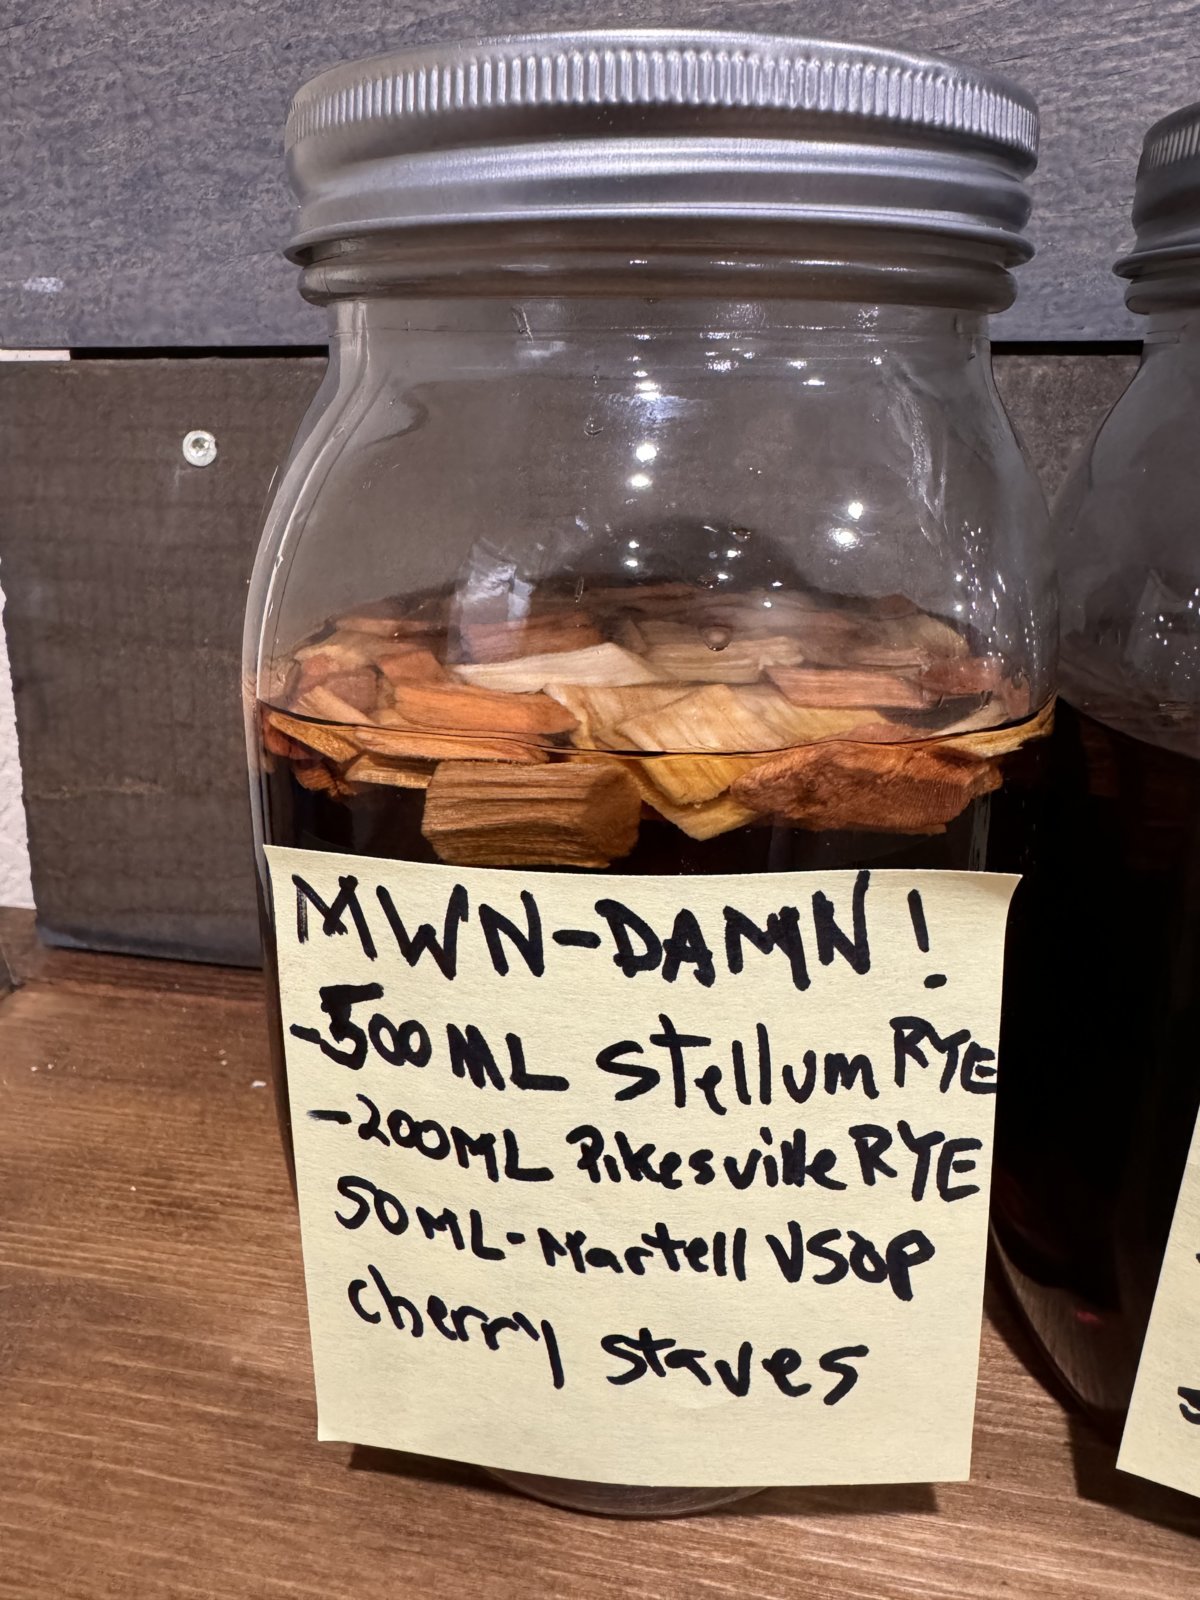 MWN-DAMN!
-500ML Stellum RYE
-200ML Pikesville RYE
50ML-Martell VSOP
cherry staves